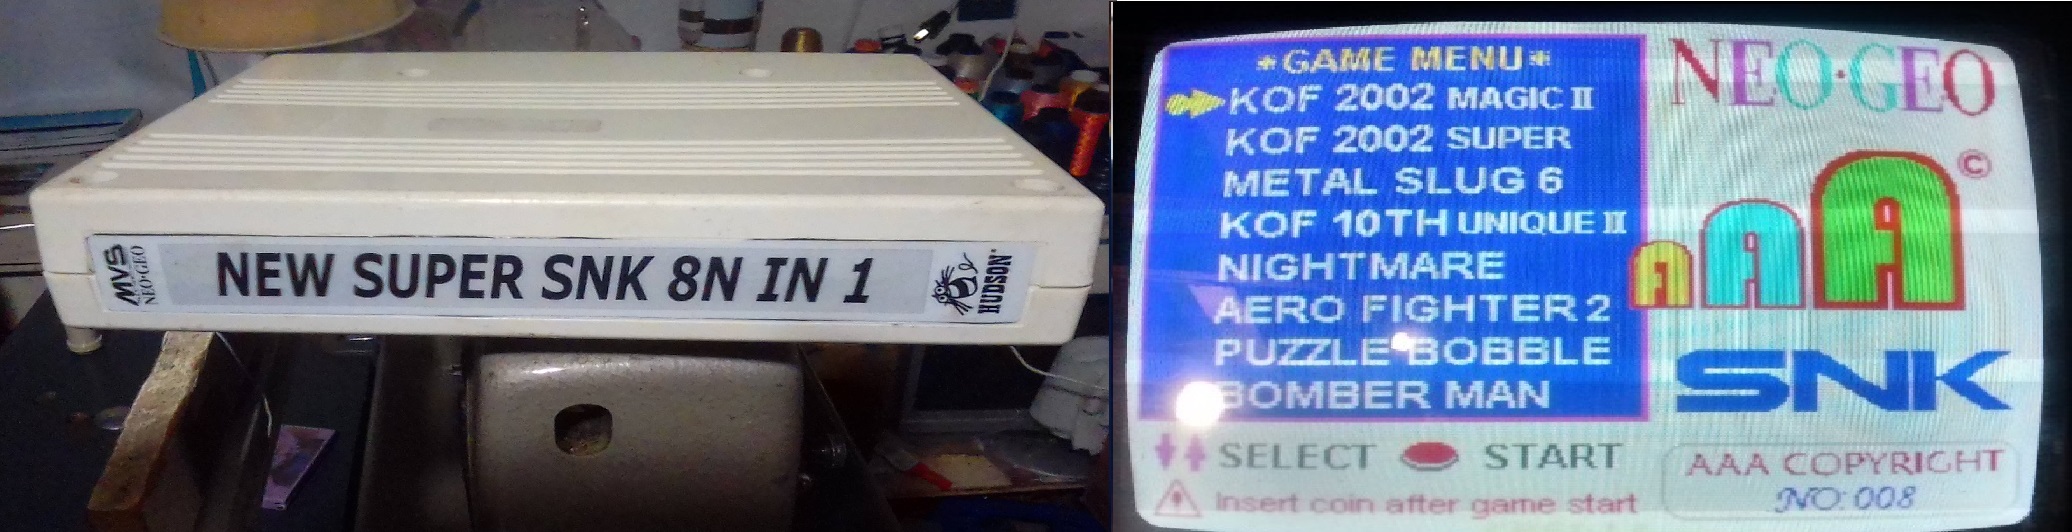 MVS
NEO·GEO
NEW SUPER SNK 8N IN 1
HUDSON
*GAME MENU*
KOF 2002 MAGIC II
KOF 2002 SUPER
METAL SLUG 6
KOF 10TH UNIQUE II
NIGHTMARE
AERO FIGHTER 2
PUZZLE BOBBLE
BOMBER MAN
SELECT START
Insert coin after game start
NEO·GEO
©
AAA
SNK
AAA COPYRIGHT
NO: 008